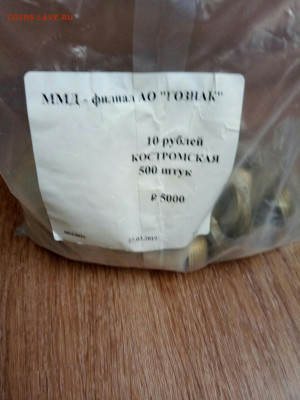 ММД - филиал АО "ГОЗНАК"
10 рублей
КОСТРОМСКАЯ
500 штук
₽ 5000